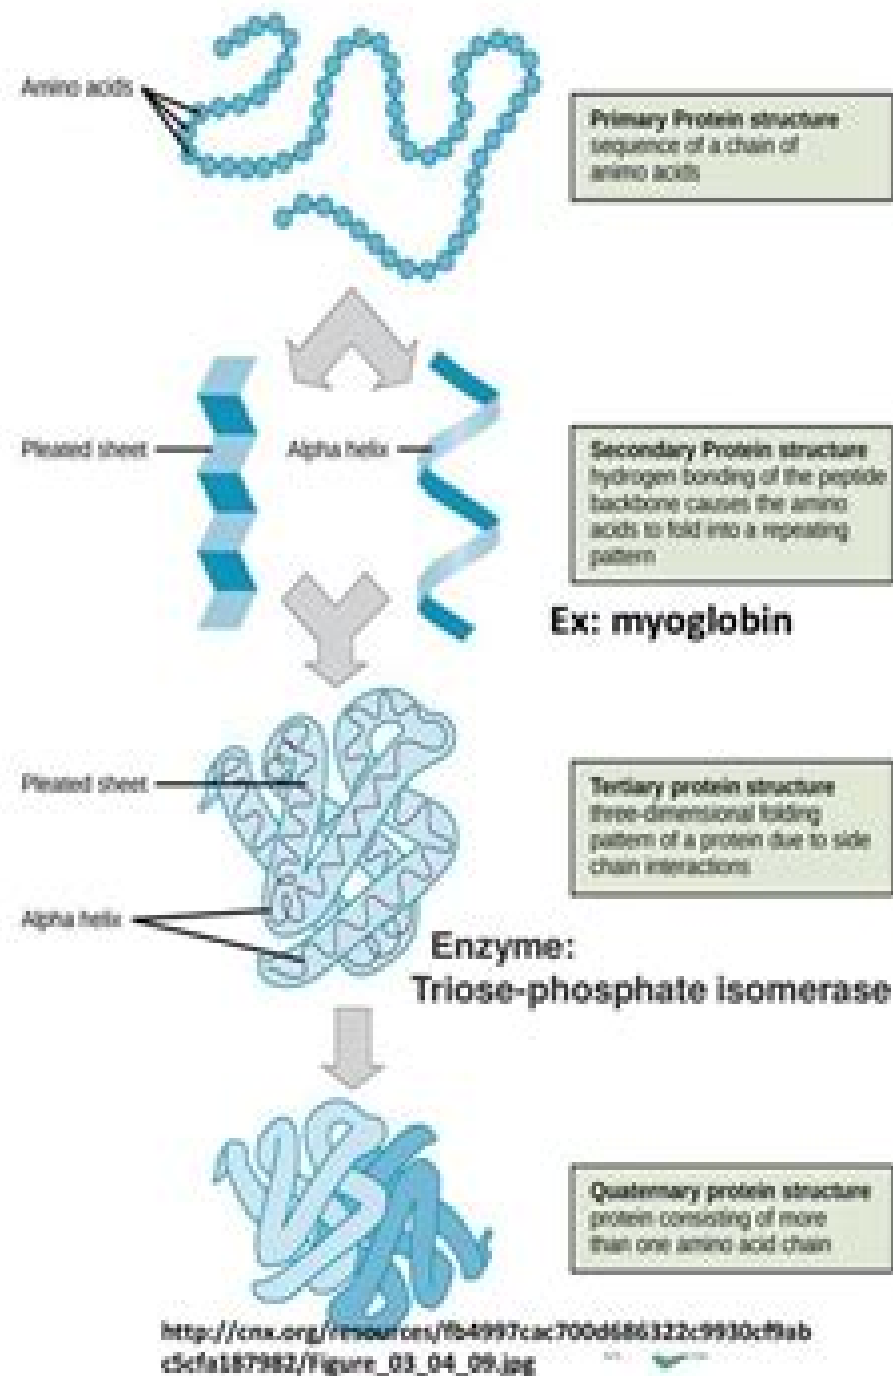 Amino acids
Primary Protein structure
sequence of a chain of
animo acids
Pleated sheet
Alpha helix
Secondary Protein structure
hydrogen bonding of the peptide
backbone causes the amino
acids to fold into a repeating
pattern
Ex: myoglobin
Pleated sheet
Tertiary protein structure
three-dimensional folding
pattern of a protein due to side
chain interactions
Alpha helix
Enzyme:
Triose-phosphate isomerase
Quaternary protein structure
protein consisting of more
than one amino acid chain
http://cnx.org/resources/fb4997cac700d686322c9930cf9ab
c5cfa187982/Figure_03_04_09.jpg